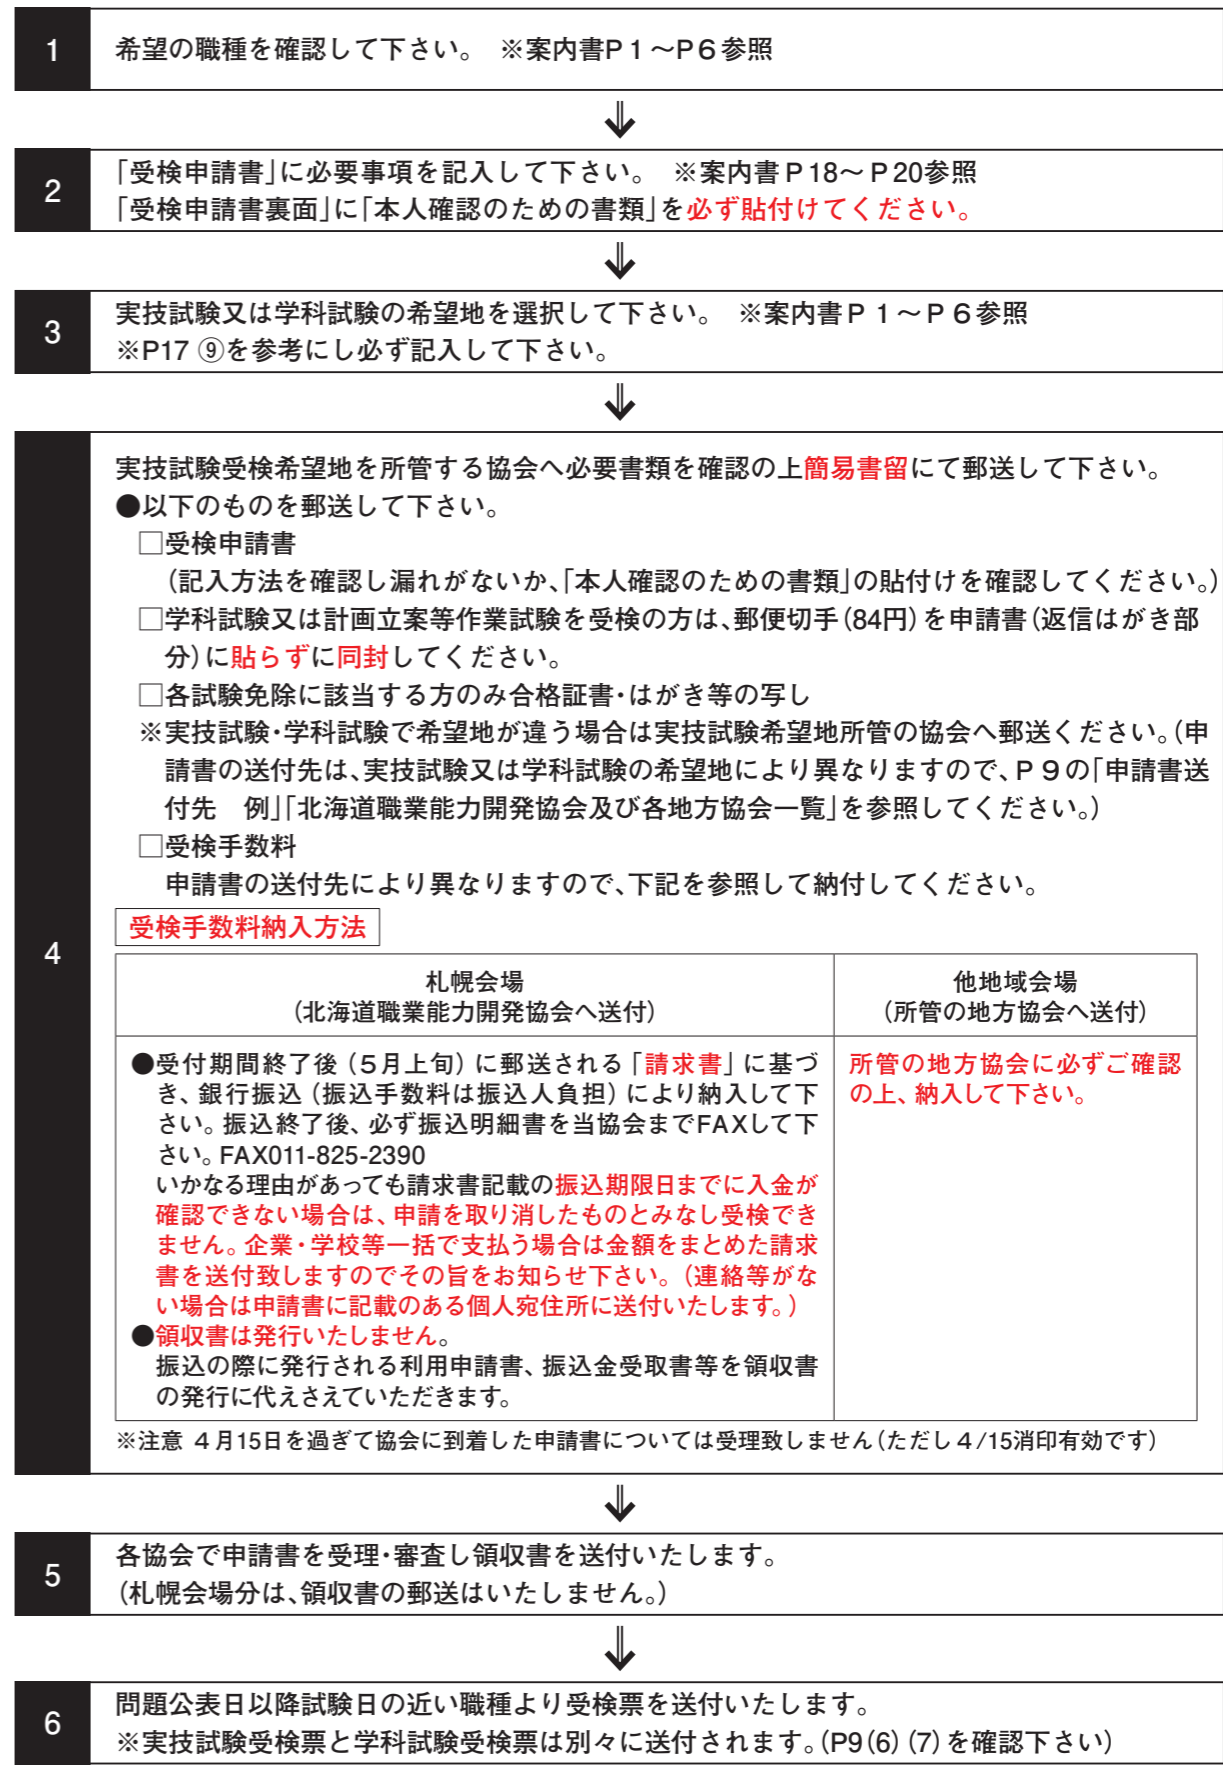 1
希望の職種を確認して下さい。 ※案内書P1〜P6参照
⇓
2
「受検申請書」に必要事項を記入して下さい。 ※案内書P18〜P20参照
「受検申請書裏面」に「本人確認のための書類」を必ず貼付けてください。
⇓
3
実技試験又は学科試験の希望地を選択して下さい。 ※案内書P1〜P6参照
※P17 ⑨を参考にし必ず記入して下さい。
⇓
4
実技試験受検希望地を所管する協会へ必要書類を確認の上簡易書留にて郵送して下さい。
●以下のものを郵送して下さい。
□受検申請書
(記入方法を確認し漏れがないか、「本人確認のための書類」の貼付けを確認してください。)
□学科試験又は計画立案等作業試験を受検の方は、郵便切手(84円)を申請書(返信はがき部
分)に貼らずに同封してください。
□各試験免除に該当する方のみ合格証書・はがき等の写し
※実技試験・学科試験で希望地が違う場合は実技試験希望地所管の協会へ郵送ください。(申
請書の送付先は、実技試験又は学科試験の希望地により異なりますので、P9の「申請書送
付先 例」「北海道職業能力開発協会及び各地方協会一覧」を参照してください。)
□受検手数料
申請書の送付先により異なりますので、下記を参照して納付してください。
受検手数料納入方法
札幌会場
(北海道職業能力開発協会へ送付)
他地域会場
(所管の地方協会へ送付)
●受付期間終了後(5月上旬)に郵送される「請求書」に基づ
き、銀行振込(振込手数料は振込人負担)により納入して下
さい。振込終了後、必ず振込明細書を当協会までFAXして下
さい。FAX011-825-2390
いかなる理由があっても請求書記載の振込期限日までに入金が
確認できない場合は、申請を取り消したものとみなし受検でき
ません。企業・学校等一括で支払う場合は金額をまとめた請求
書を送付致しますのでその旨をお知らせ下さい。(連絡等がな
い場合は申請書に記載のある個人宛住所に送付いたします。)
●領収書は発行いたしません。
振込の際に発行される利用申請書、振込金受取書等を領収書
の発行に代えさえていただきます。
所管の地方協会に必ずご確認
の上、納入して下さい。
※注意 4月15日を過ぎて協会に到着した申請書については受理致しません(ただし4/15消印有効です)
⇓
5
各協会で申請書を受理・審査し領収書を送付いたします。
(札幌会場分は、領収書の郵送はいたしません。)
⇓
6
問題公表日以降試験日の近い職種より受検票を送付いたします。
※実技試験受検票と学科試験受検票は別々に送付されます。(P9(6)(7)を確認下さい)